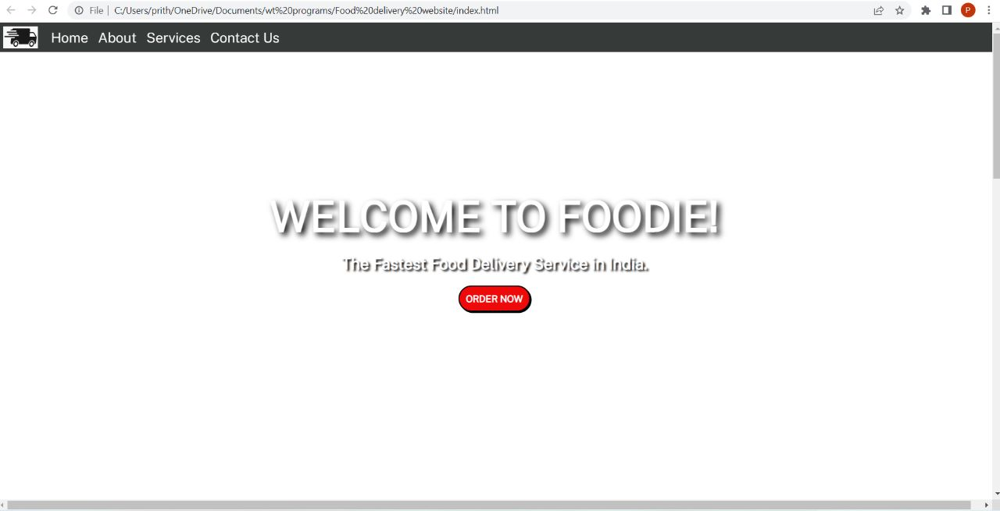 File | C:/Users/prith/OneDrive/Documents/wt%20programs/Food%20delivery%20website/index.html
P
Home About Services Contact Us
WELCOME TO FOODIE!
The Fastest Food Delivery Service in India.
ORDER NOW